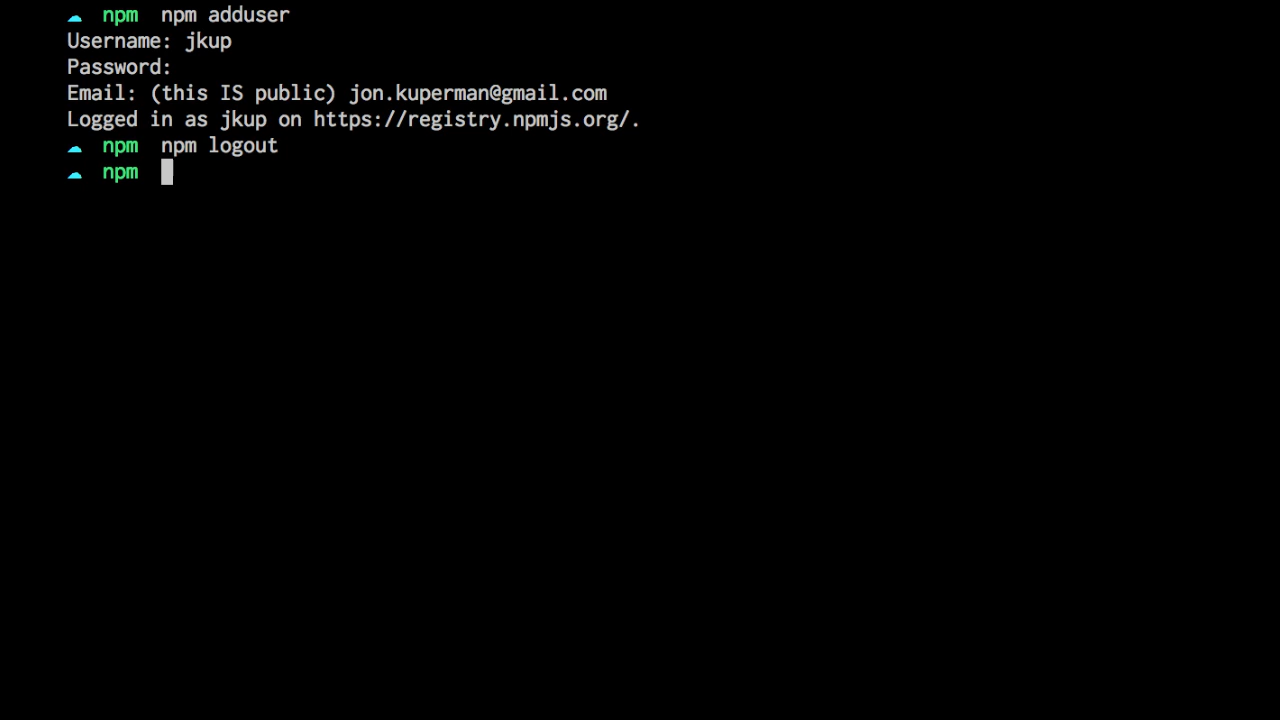 ☁ npm npm adduser
Username: jkup
Password:
Email: (this IS public) jon.kuperman@gmail.com
Logged in as jkup on https://registry.npmjs.org/.
☁ npm npm logout
☁ npm